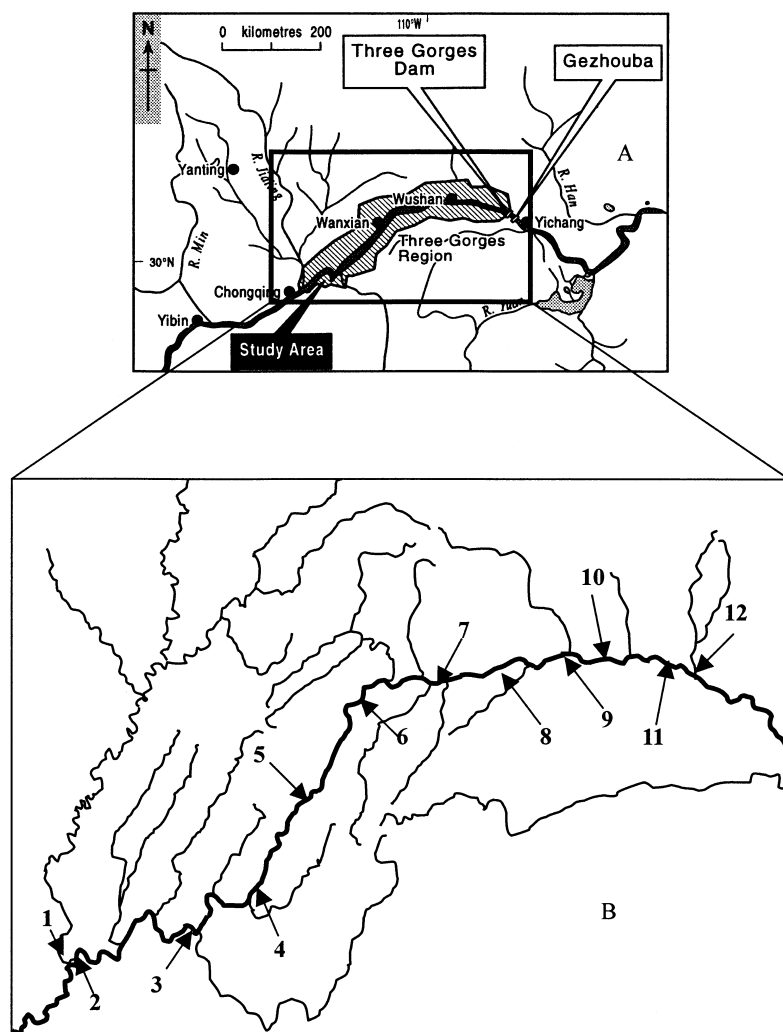 110°W
N
0 kilometres 200
Three Gorges
Dam
Gezhouba
A
Yanting
R. Jialing
R. Han
Wushan
Wanxian
Yichang
Three Gorges
Region
R. Min
30°N
Chongqing
Yibin
Study Area
10
12
7
9
11
8
6
5
B
4
1
3
2